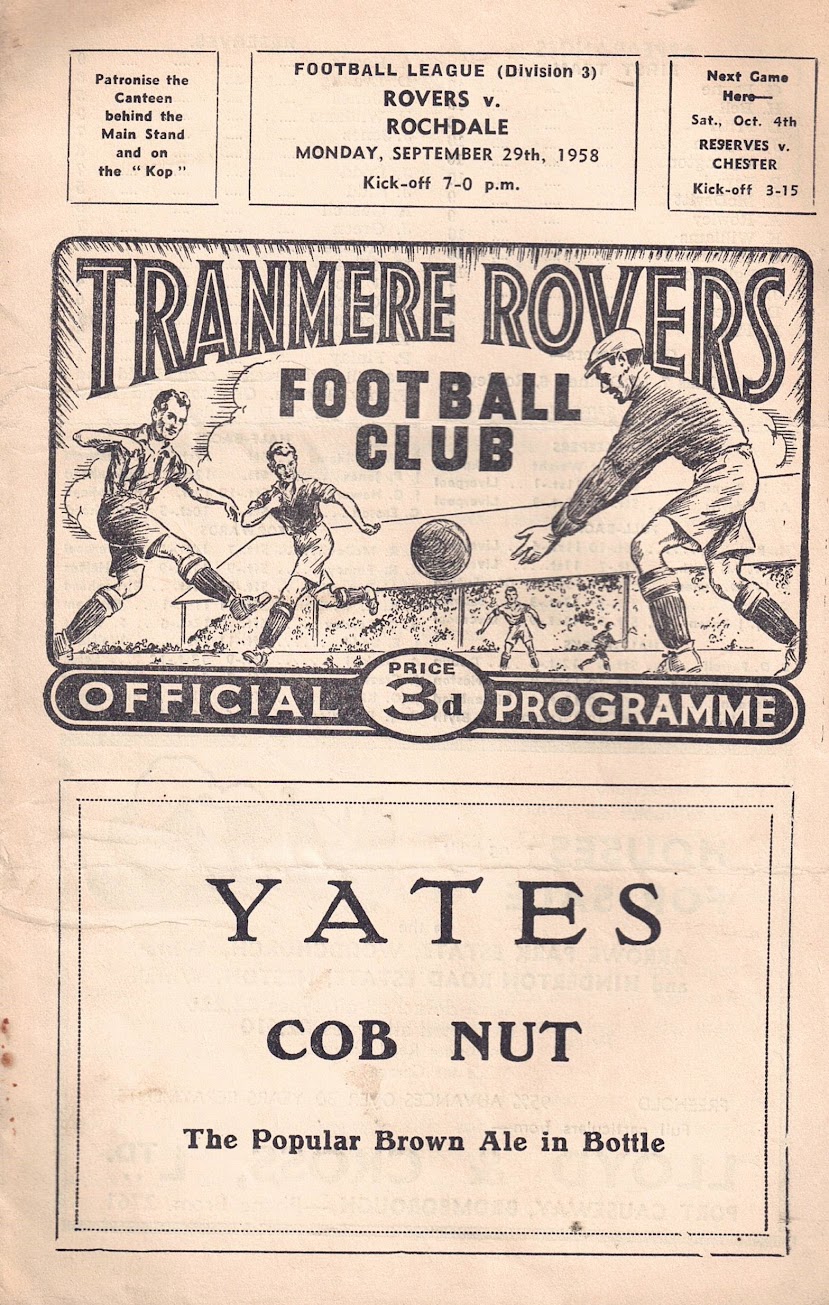 Patronise the
Canteen
behind the
Main Stand
and on
the "Kop"
FOOTBALL LEAGUE (Division 3)
ROVERS v.
ROCHDALE
MONDAY, SEPTEMBER 29th, 1958
Kick-off 7-0 p.m.
Next Game
Here—
Sat., Oct. 4th
RESERVES v.
CHESTER
Kick-off 3-15
TRANMERE ROVERS
FOOTBALL
CLUB
OFFICIAL PRICE 3d PROGRAMME
YATES
COB NUT
The Popular Brown Ale in Bottle